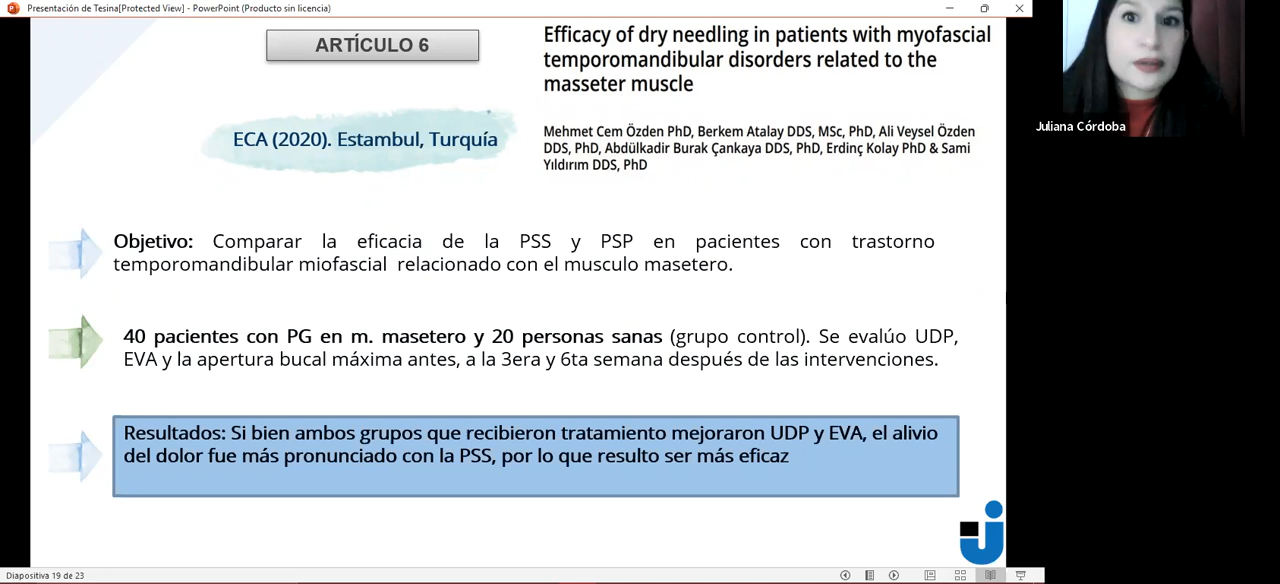 Presentación de Tesina[Protected View] - PowerPoint (Producto sin licencia)
ARTÍCULO 6
Efficacy of dry needling in patients with myofascial
temporomandibular disorders related to the
masseter muscle
ECA (2020). Estambul, Turquía
Mehmet Cem Özden PhD, Berkem Atalay DDS, MSc, PhD, Ali Veysel Özden
DDS, PhD, Abdülkadir Burak Çankaya DDS, PhD, Erdinç Kolay PhD & Sami
Yıldırım DDS, PhD
Juliana Córdoba
Objetivo: Comparar la eficacia de la PSS y PSP en pacientes con trastorno
temporomandibular miofascial relacionado con el musculo masetero.
40 pacientes con PG en m. masetero y 20 personas sanas (grupo control). Se evalúo UDP,
EVA y la apertura bucal máxima antes, a la 3era y 6ta semana después de las intervenciones.
Resultados: Si bien ambos grupos que recibieron tratamiento mejoraron UDP y EVA, el alivio
del dolor fue más pronunciado con la PSS, por lo que resulto ser más eficaz
Diapositiva 19 de 23